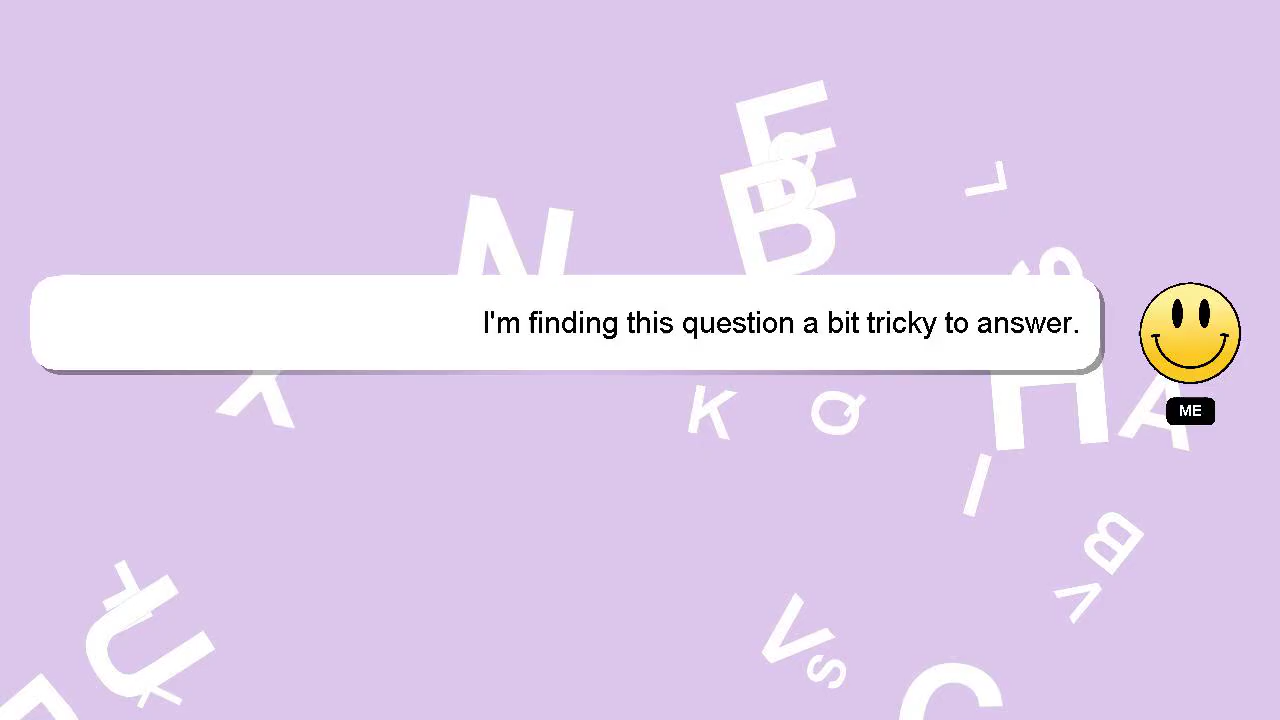 E
S
B
L
N
S
I'm finding this question a bit tricky to answer.
ME
X
K
Q
H
A
I
B
V
U
V
S
C